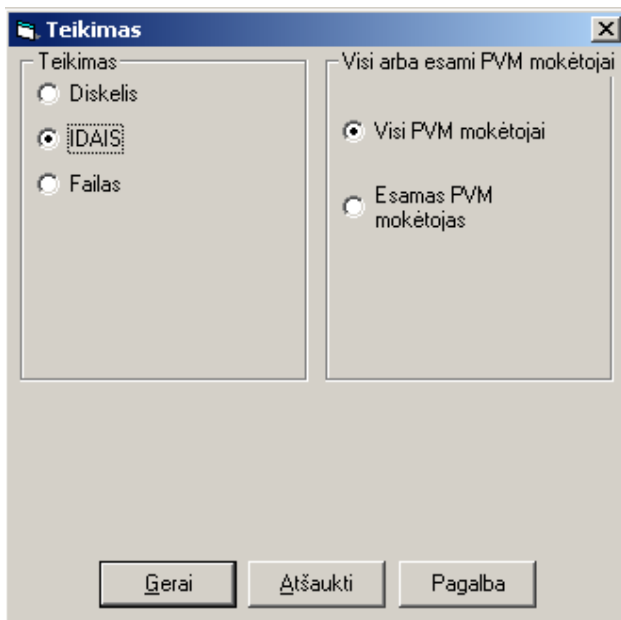 Teikimas
Teikimas
Diskelis
IDAIS
Failas
Visi arba esami PVM mokėtojai
Visi PVM mokėtojai
Esamas PVM
mokėtojas
Gerai
Atšaukti
Pagalba